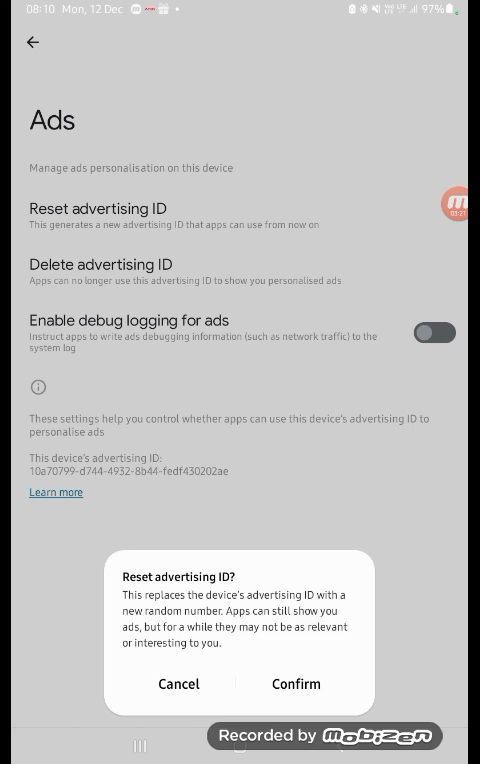 08:10 Mon, 12 Dec
97%
Ads
Manage ads personalisation on this device
Reset advertising ID
This generates a new advertising ID that apps can use from now on
03:21
Delete advertising ID
Apps can no longer use this advertising ID to show you personalised ads
Enable debug logging for ads
Instruct apps to write ads debugging information (such as network traffic) to the
system log
These settings help you control whether apps can use this device's advertising ID to
personalise ads
This device's advertising ID:
10a70799-d744-4932-8b44-fedf430202ae
Learn more
Reset advertising ID?
This replaces the device's advertising ID with a
new random number. Apps can still show you
ads, but for a while they may not be as relevant
or interesting to you.
Cancel
Confirm
Recorded by mobizen